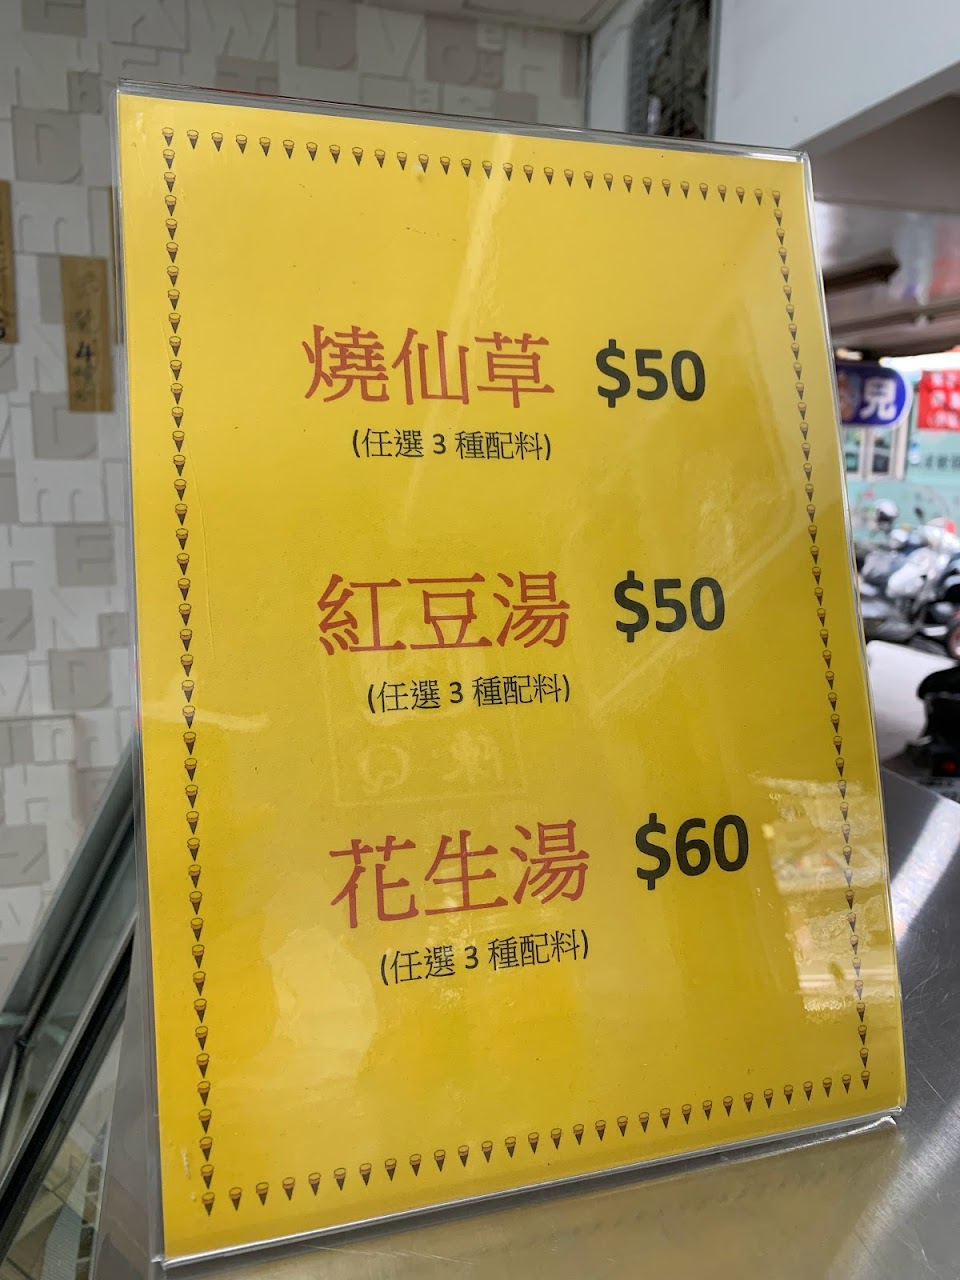 燒仙草 $50
(任選 3 種配料)
紅豆湯 $50
(任選 3 種配料)
花生湯 $60
(任選 3 種配料)
兒